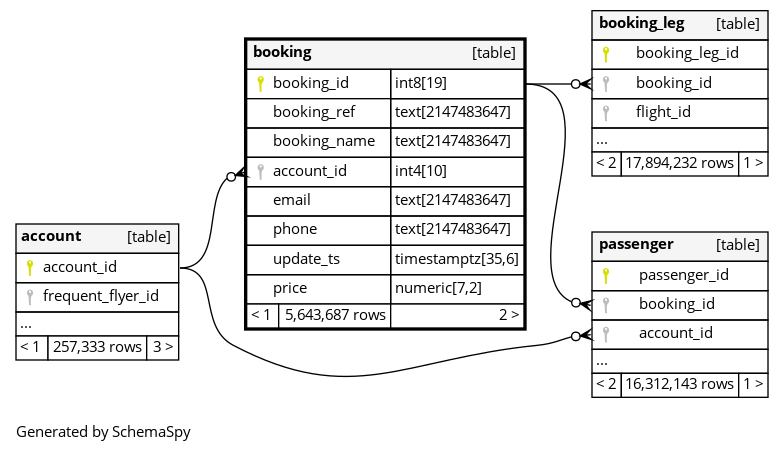 booking [table]
booking_id int8[19]
booking_ref text[2147483647]
booking_name text[2147483647]
account_id int4[10]
email text[2147483647]
phone text[2147483647]
update_ts timestamptz[35,6]
price numeric[7,2]
< 1 5,643,687 rows 2 >
booking_leg [table]
booking_leg_id
booking_id
flight_id
...
< 2 17,894,232 rows 1 >
account [table]
account_id
frequent_flyer_id
...
< 1 257,333 rows 3 >
passenger [table]
passenger_id
booking_id
account_id
...
< 2 16,312,143 rows 1 >
Generated by SchemaSpy